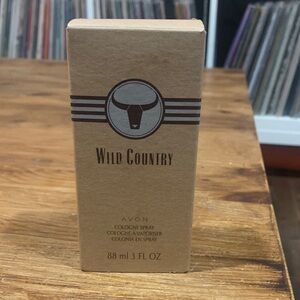 WILD COUNTRY
AVON
COLOGNE SPRAY
COLOGNE À VAPORISER
COLONIA EN SPRAY
88 ml 3 FL OZ